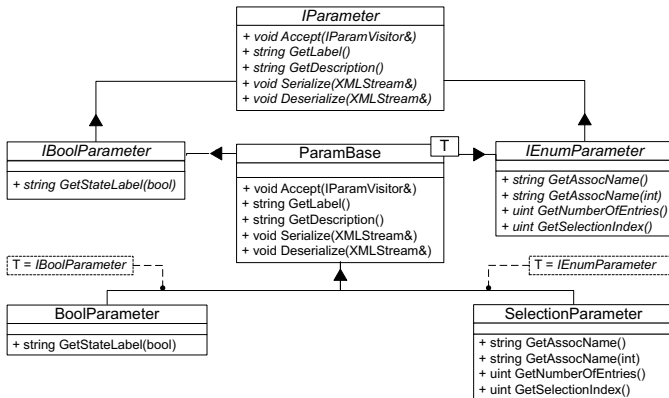 IParameter
+ void Accept(IParamVisitor&)
+ string GetLabel()
+ string GetDescription()
+ void Serialize(XMLStream&)
+ void Deserialize(XMLStream&)
IBoolParameter
+ string GetStateLabel(bool)
ParamBase
T
+ void Accept(IParamVisitor&)
+ string GetLabel()
+ string GetDescription()
+ void Serialize(XMLStream&)
+ void Deserialize(XMLStream&)
IEnumParameter
+ string GetAssocName()
+ string GetAssocName(int)
+ uint GetNumberOfEntries()
+ uint GetSelectionIndex()
T = IBoolParameter
T = IEnumParameter
BoolParameter
+ string GetStateLabel(bool)
SelectionParameter
+ string GetAssocName()
+ string GetAssocName(int)
+ uint GetNumberOfEntries()
+ uint GetSelectionIndex()